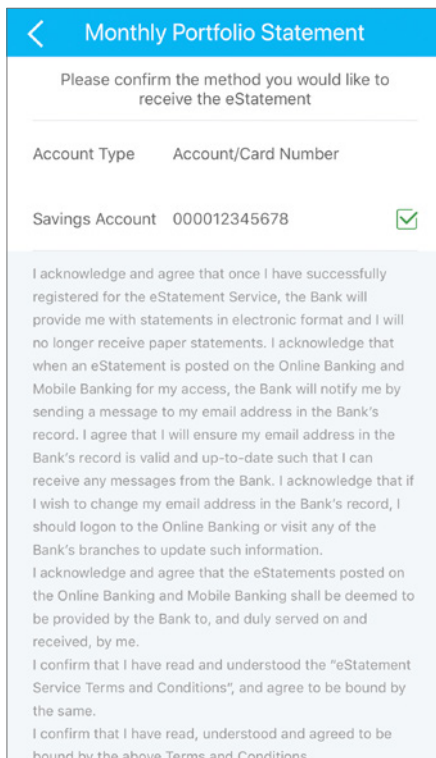 Monthly Portfolio Statement
Please confirm the method you would like to
receive the eStatement
Account Type Account/Card Number
Savings Account 000012345678
I acknowledge and agree that once I have successfully
registered for the eStatement Service, the Bank will
provide me with statements in electronic format and I will
no longer receive paper statements. I acknowledge that
when an eStatement is posted on the Online Banking and
Mobile Banking for my access, the Bank will notify me by
sending a message to my email address in the Bank's
record. I agree that I will ensure my email address in the
Bank's record is valid and up-to-date such that I can
receive any messages from the Bank. I acknowledge that if
I wish to change my email address in the Bank's record, I
should logon to the Online Banking or visit any of the
Bank's branches to update such information.
I acknowledge and agree that the eStatements posted on
the Online Banking and Mobile Banking shall be deemed to
be provided by the Bank to, and duly served on and
received, by me.
I confirm that I have read and understood the "eStatement
Service Terms and Conditions", and agree to be bound by
the same.
I confirm that I have read, understood and agreed to be
bound by the above Terms and Conditions